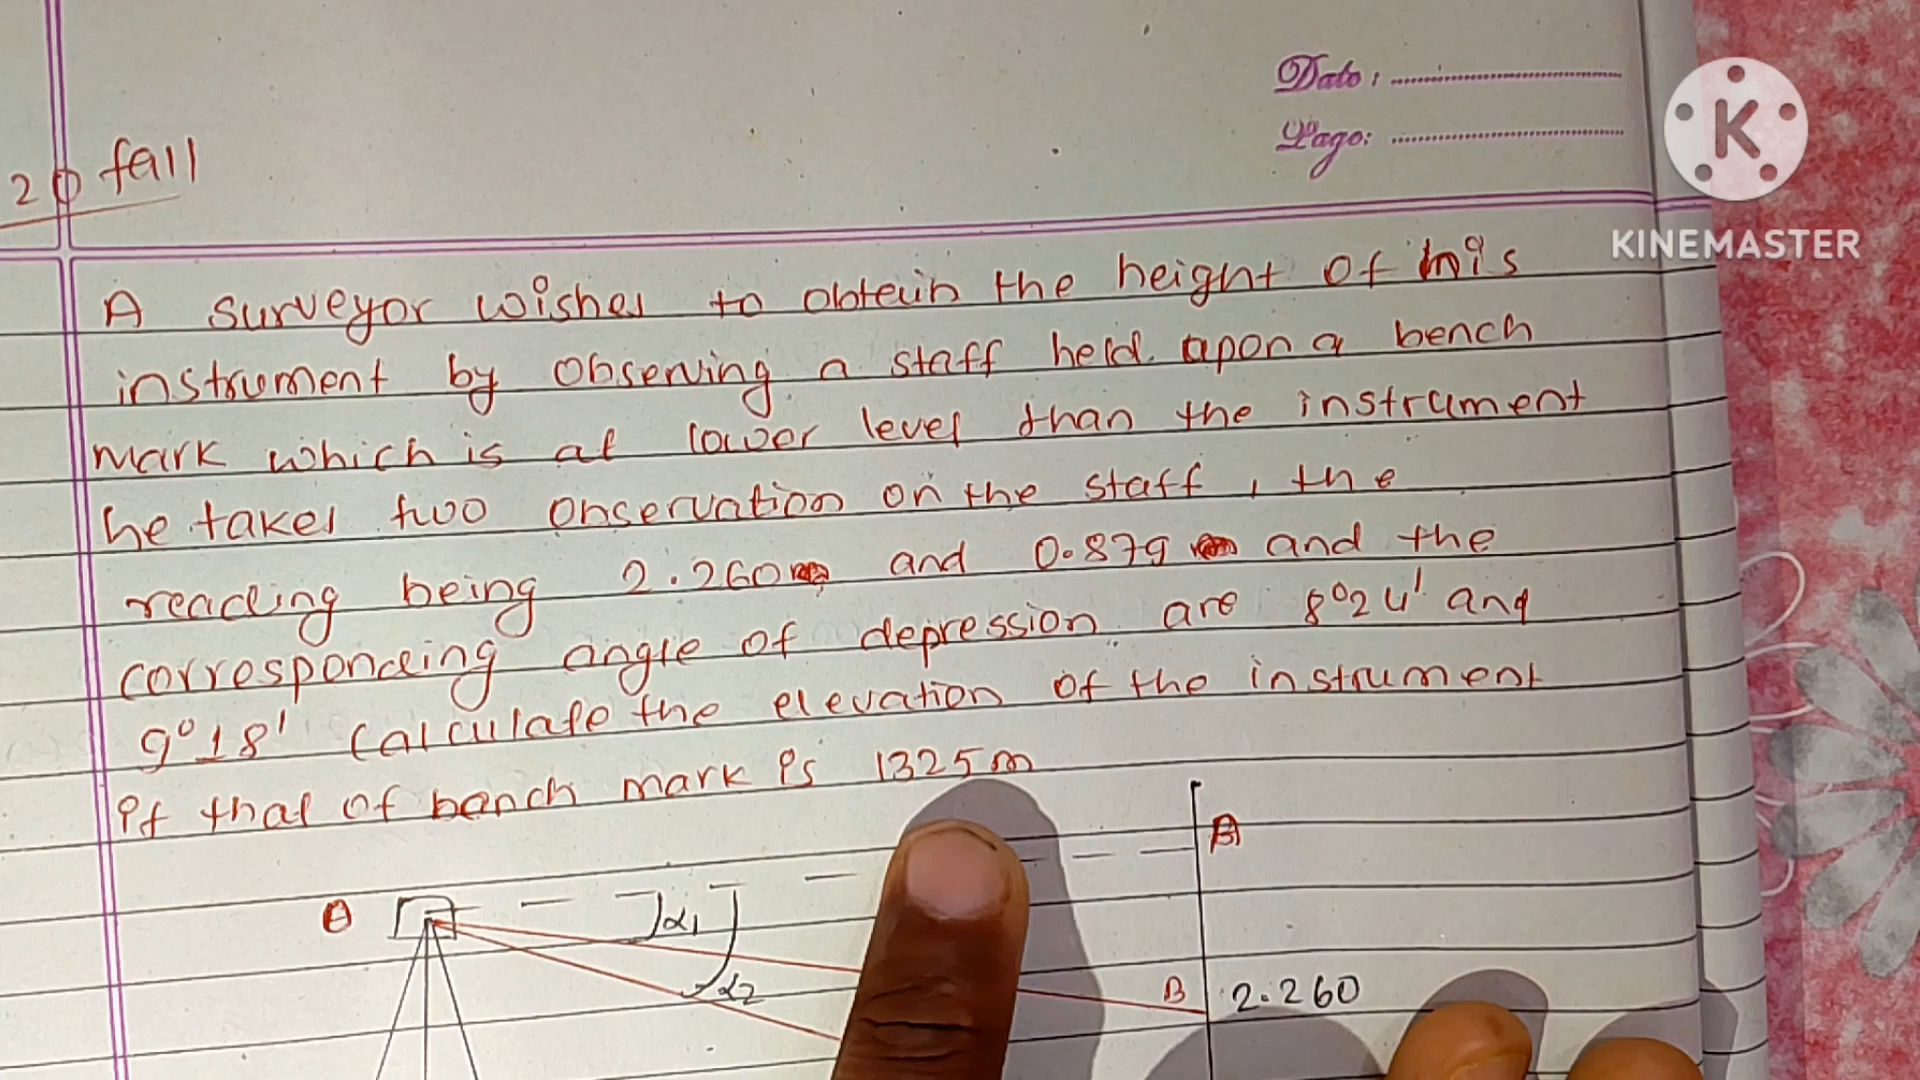 Date :
Page:
K
KINEMASTER
20 fall
A surveyor wishes to obtain the height of his
instrument by observing a staff held upon a bench
mark which is at lower level than the instrument
he takes two observation on the staff, the
reading being 2.260 and 0.879 and the
corresponding angle of depression are 8°24' and
9°18' Calculate the elevation of the instrument
if that of bench mark is 1325m
A
α1
α2
B 2.260